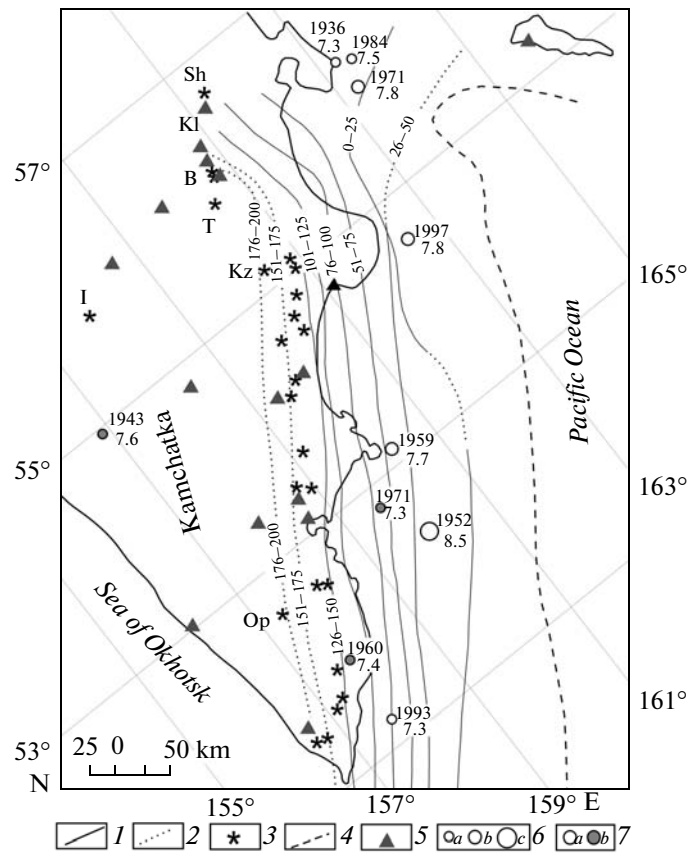 1936
7.3
1984
7.5
1971
7.8
Sh
Kl
0–25
26–50
57°
B
T
176–200
151–175
101–125
76–100
51–75
1997
7.8
Kz
165°
I
Pacific Ocean
1943
7.6
Kamchatka
1959
7.7
55°
1971
7.3
163°
1952
8.5
176–200
151–175
126–150
Op
Sea of Okhotsk
1960
7.4
161°
1993
7.3
53°
25 0 50 km
N
155° 157° 159° E
1 2 3 4 5 a b c 6 a b 7